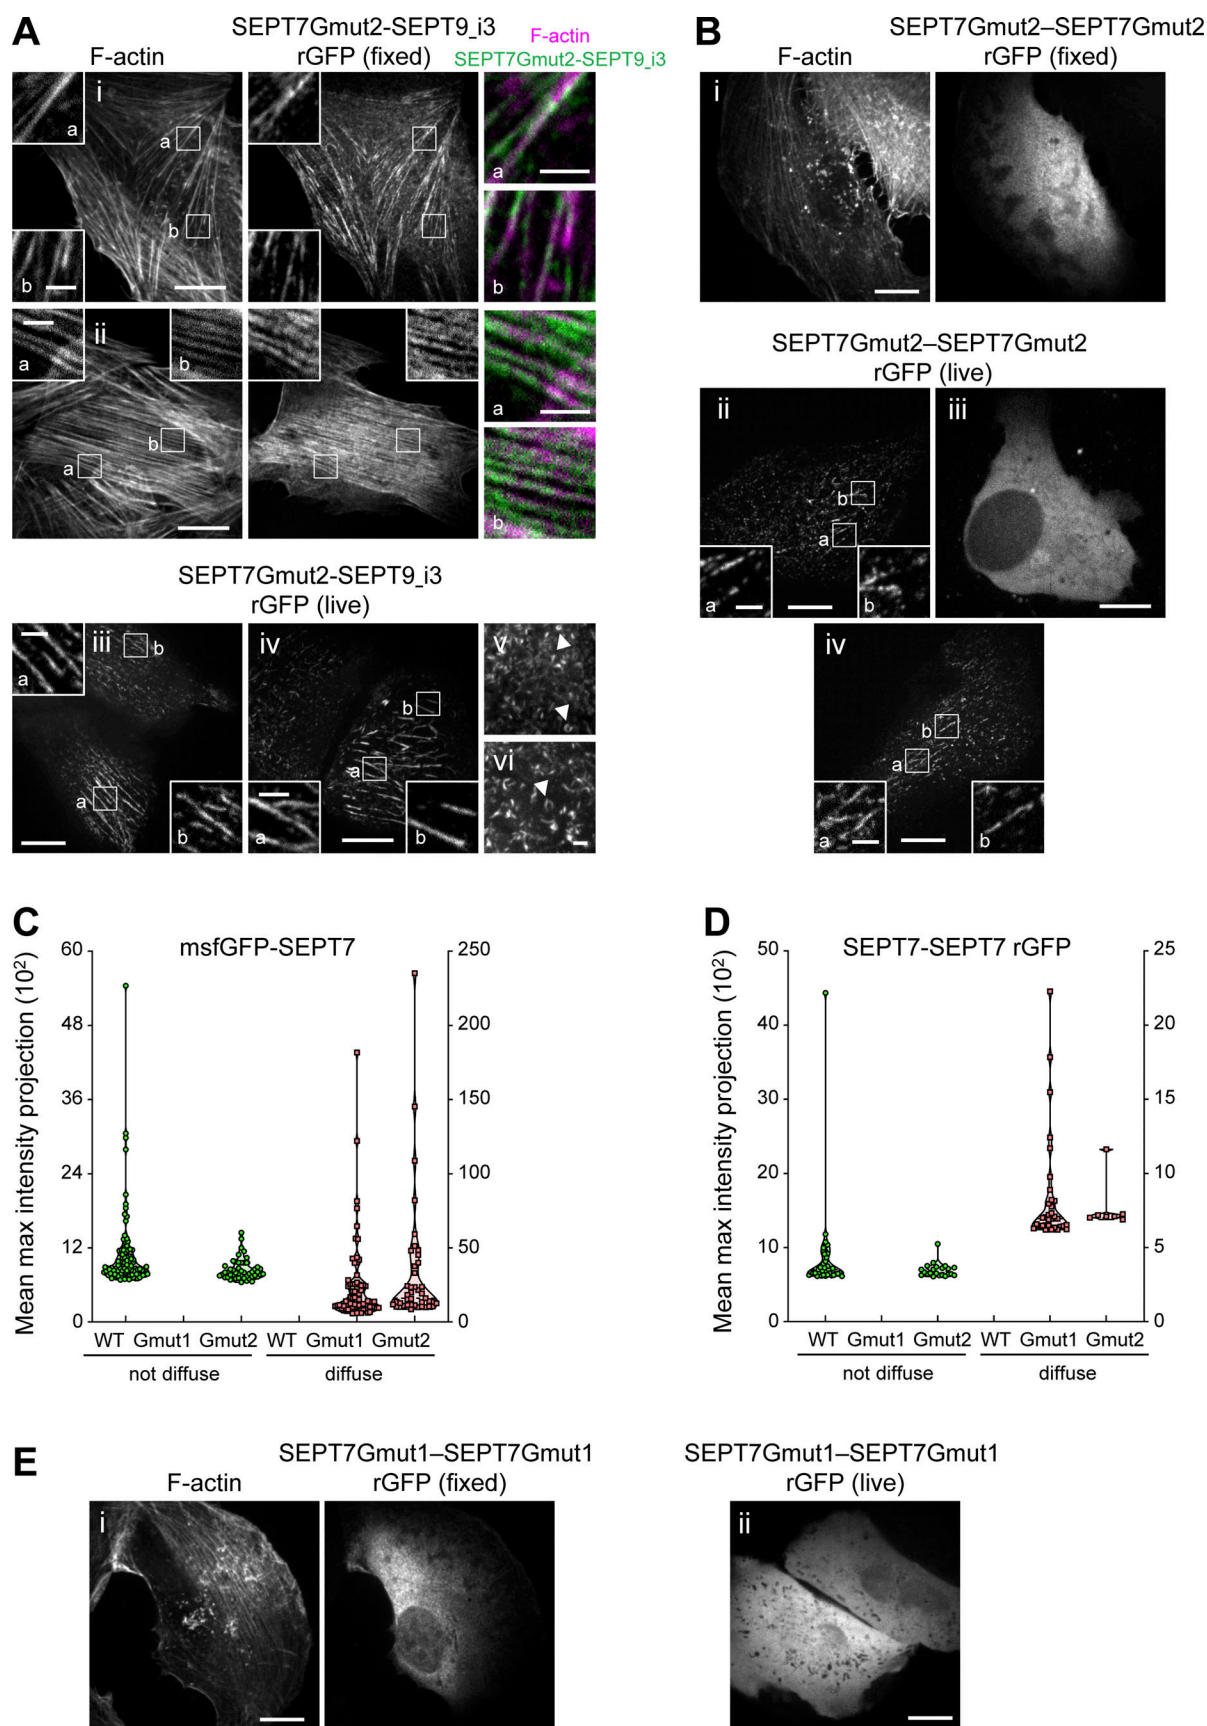 A
SEPT7Gmut2-SEPT9_i3
F-actin
rGFP (fixed)
F-actin
SEPT7Gmut2-SEPT9_i3
i
a
a
b
b
a
b
ii
a
b
b
a
a
b
SEPT7Gmut2-SEPT9_i3
rGFP (live)
iii
a
b
a
b
iv
b
a
a
b
v
vi
B
SEPT7Gmut2–SEPT7Gmut2
F-actin
rGFP (fixed)
i
SEPT7Gmut2–SEPT7Gmut2
rGFP (live)
ii
b
a
a
b
iii
iv
b
a
a
b
C
msfGFP-SEPT7
Mean max intensity projection (10²)
60
48
36
24
12
0
250
200
150
100
50
0
WT Gmut1 Gmut2 WT Gmut1 Gmut2
not diffuse diffuse
D
SEPT7-SEPT7 rGFP
Mean max intensity projection (10²)
50
40
30
20
10
0
25
20
15
10
5
0
WT Gmut1 Gmut2 WT Gmut1 Gmut2
not diffuse diffuse
E
SEPT7Gmut1–SEPT7Gmut1
F-actin
rGFP (fixed)
i
SEPT7Gmut1–SEPT7Gmut1
rGFP (live)
ii